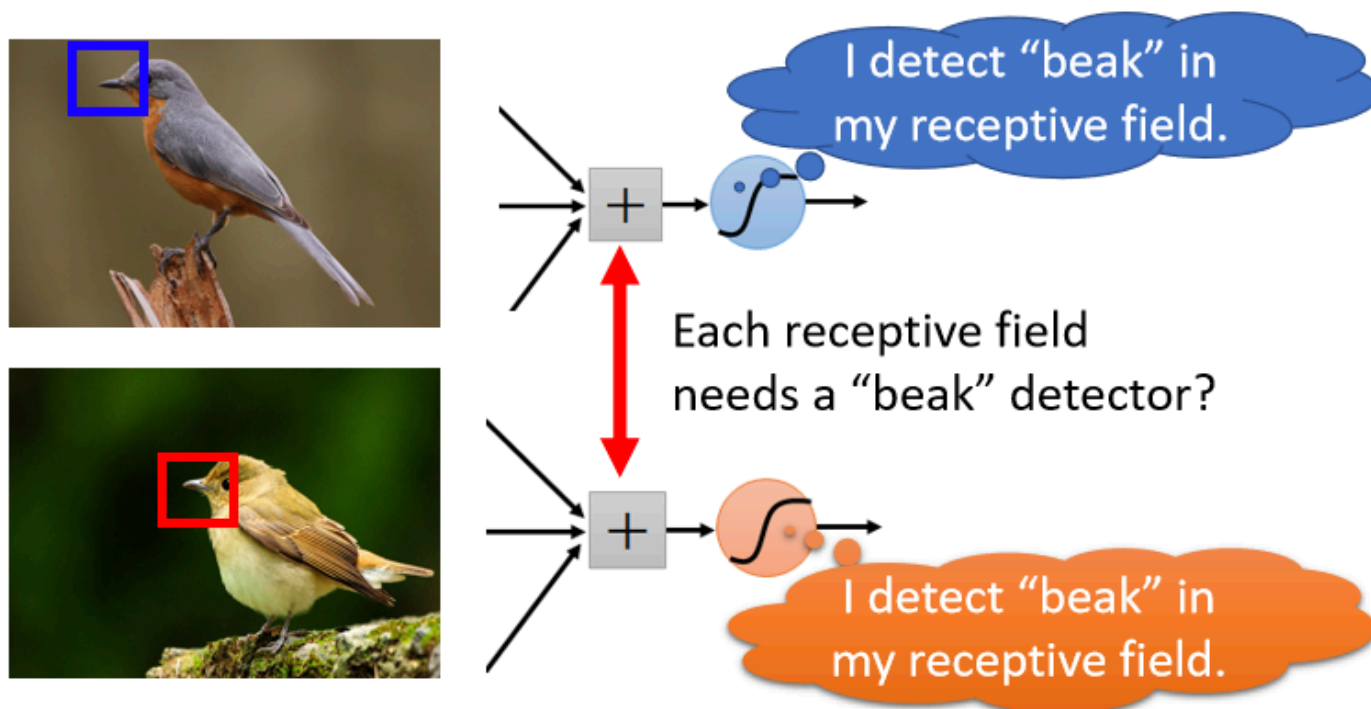 I detect “beak” in
my receptive field.
+
Each receptive field
needs a “beak” detector?
+
I detect “beak” in
my receptive field.